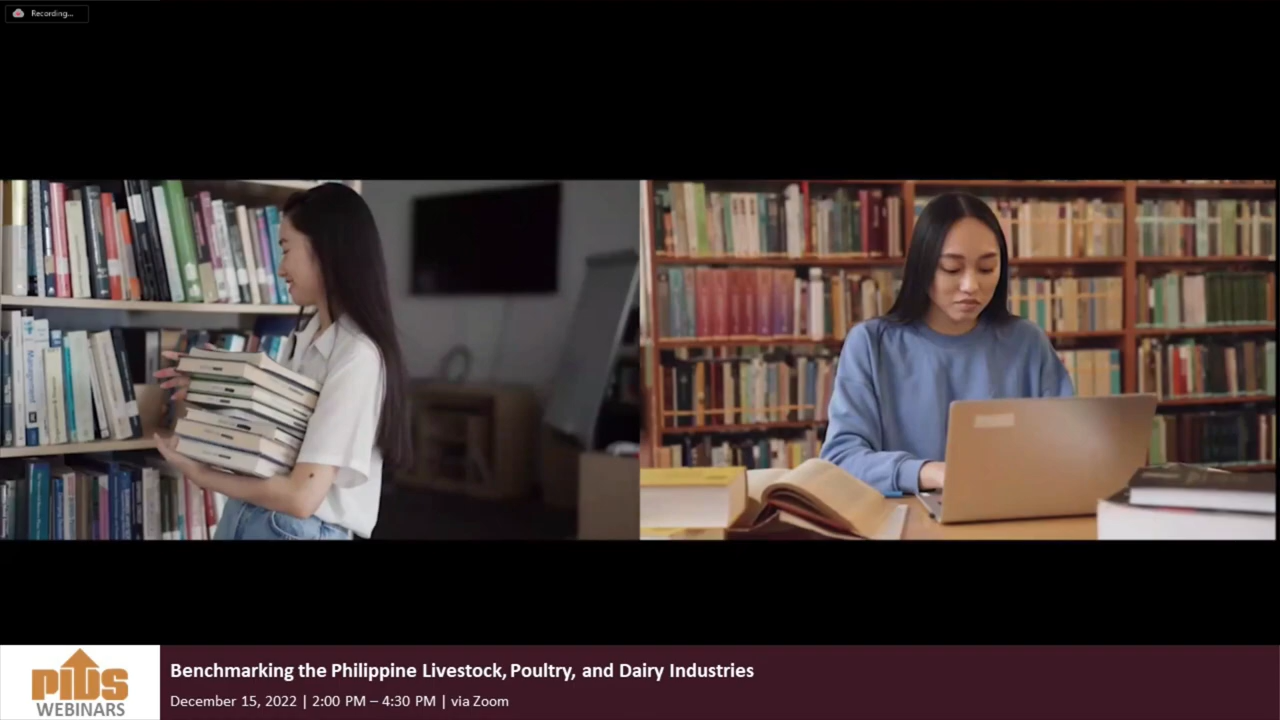 Recording...
Management
PIDS
WEBINARS
Benchmarking the Philippine Livestock, Poultry, and Dairy Industries
December 15, 2022 | 2:00 PM – 4:30 PM | via Zoom